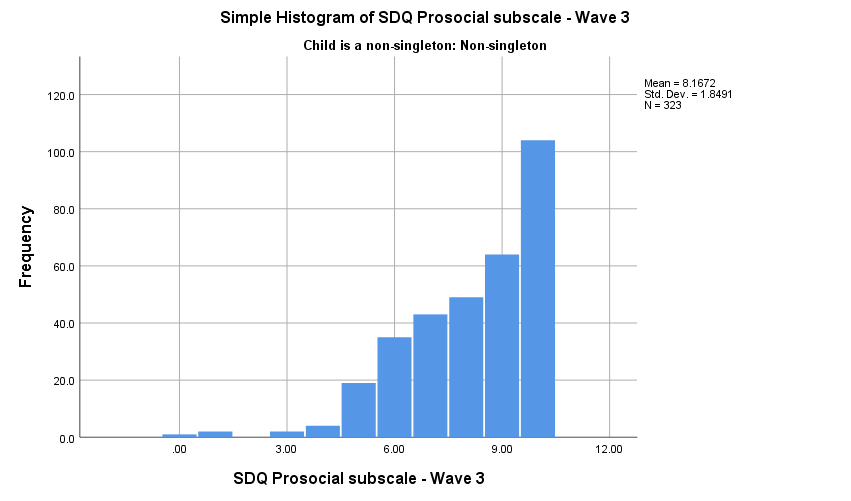 Simple Histogram of SDQ Prosocial subscale - Wave 3
Child is a non-singleton: Non-singleton
Mean = 8.1672
Std. Dev. = 1.8491
N = 323
Frequency
120.0
100.0
80.0
60.0
40.0
20.0
0.0
.00 3.00 6.00 9.00 12.00
SDQ Prosocial subscale - Wave 3